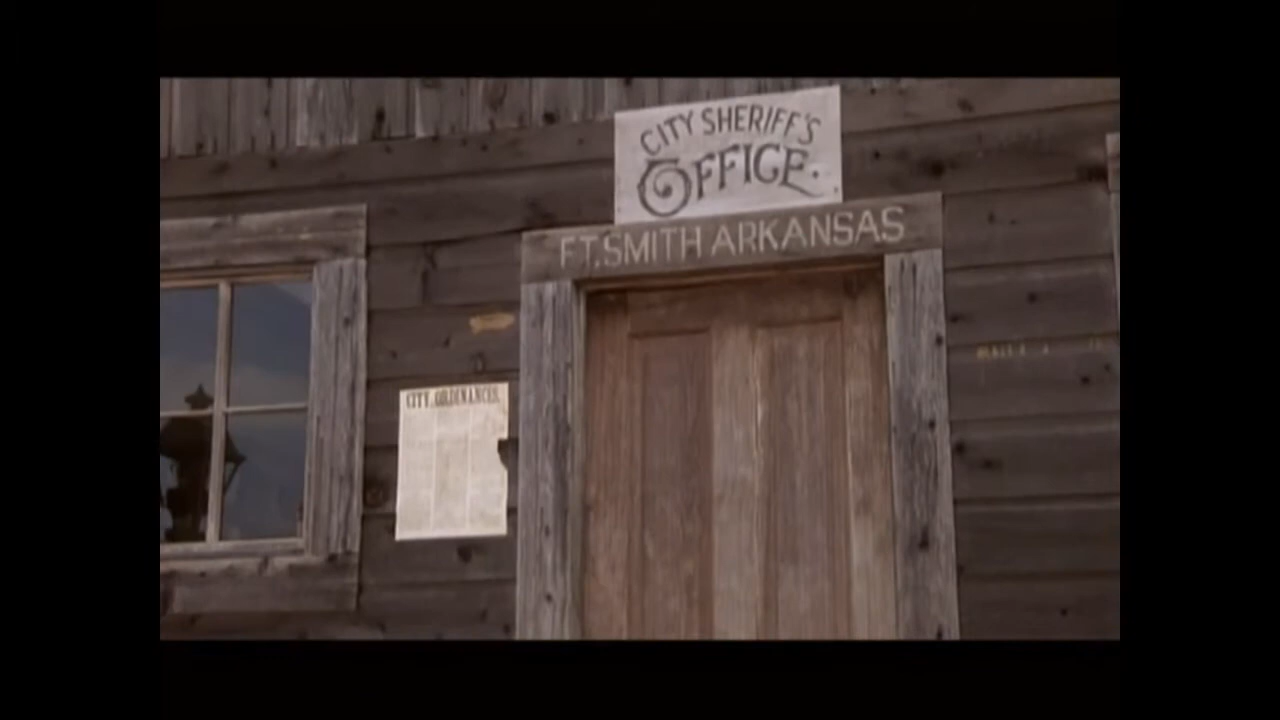 CITY SHERIFF'S
OFFICE.
FT. SMITH ARKANSAS
CITY ORDINANCES.